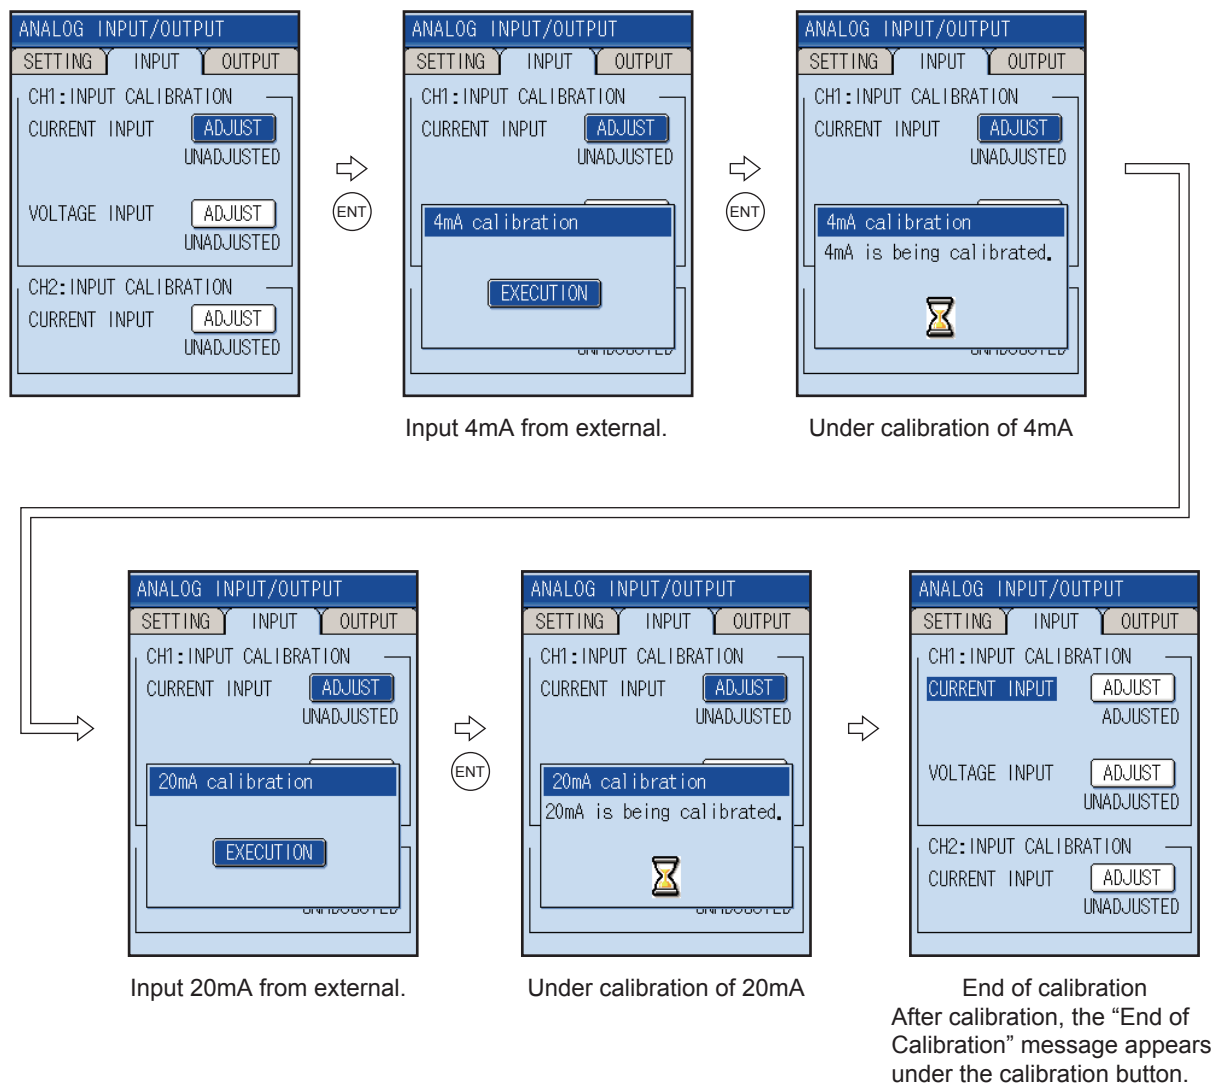 ANALOG INPUT/OUTPUT
SETTING INPUT OUTPUT
CH1:INPUT CALIBRATION
CURRENT INPUT ADJUST
UNADJUSTED
VOLTAGE INPUT ADJUST
UNADJUSTED
CH2:INPUT CALIBRATION
CURRENT INPUT ADJUST
UNADJUSTED
ENT
ANALOG INPUT/OUTPUT
SETTING INPUT OUTPUT
CH1:INPUT CALIBRATION
CURRENT INPUT ADJUST
UNADJUSTED
4mA calibration
EXECUTION
Input 4mA from external.
ENT
ANALOG INPUT/OUTPUT
SETTING INPUT OUTPUT
CH1:INPUT CALIBRATION
CURRENT INPUT ADJUST
UNADJUSTED
4mA calibration
4mA is being calibrated.
Under calibration of 4mA
ANALOG INPUT/OUTPUT
SETTING INPUT OUTPUT
CH1:INPUT CALIBRATION
CURRENT INPUT ADJUST
UNADJUSTED
20mA calibration
EXECUTION
Input 20mA from external.
ENT
ANALOG INPUT/OUTPUT
SETTING INPUT OUTPUT
CH1:INPUT CALIBRATION
CURRENT INPUT ADJUST
UNADJUSTED
20mA calibration
20mA is being calibrated.
Under calibration of 20mA
ANALOG INPUT/OUTPUT
SETTING INPUT OUTPUT
CH1:INPUT CALIBRATION
CURRENT INPUT ADJUST
ADJUSTED
VOLTAGE INPUT ADJUST
UNADJUSTED
CH2:INPUT CALIBRATION
CURRENT INPUT ADJUST
UNADJUSTED
End of calibration
After calibration, the “End of
Calibration” message appears
under the calibration button.